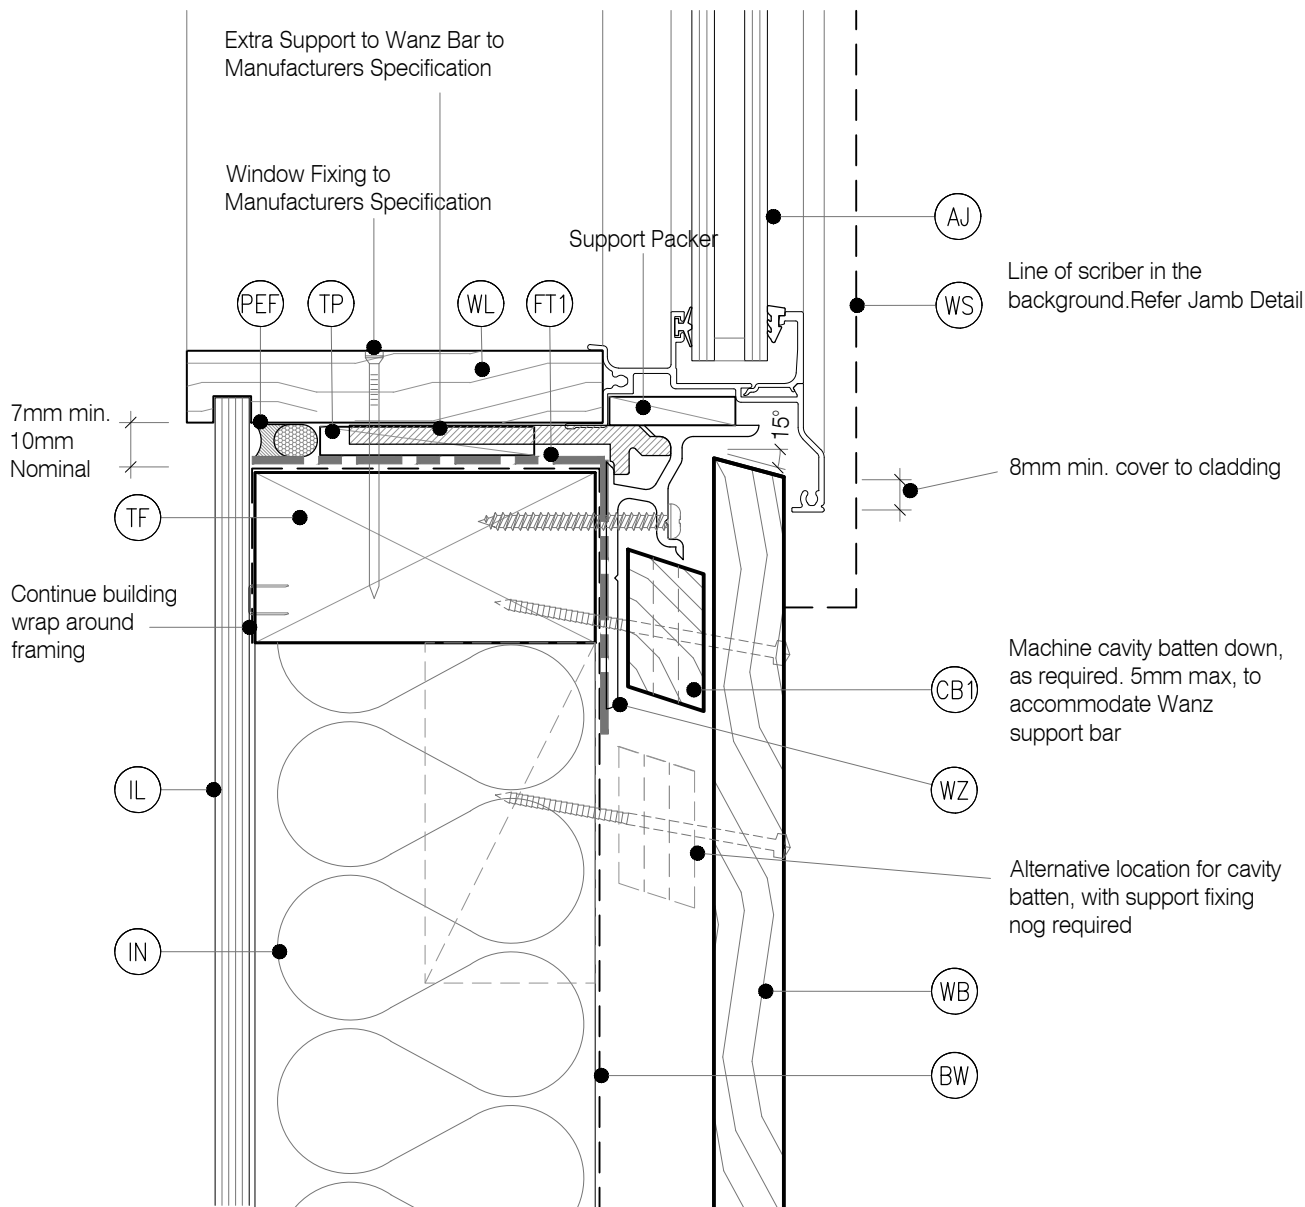 Extra Support to Wanz Bar to
Manufacturers Specification
Window Fixing to
Manufacturers Specification
Support Packer
AJ
Line of scriber in the
background.Refer Jamb Detail
WS
PEF
TP
WL
FT1
7mm min.
10mm
Nominal
15°
8mm min. cover to cladding
TF
Continue building
wrap around
framing
Machine cavity batten down,
as required. 5mm max, to
accommodate Wanz
support bar
CB1
IL
WZ
Alternative location for cavity
batten, with support fixing
nog required
IN
WB
BW